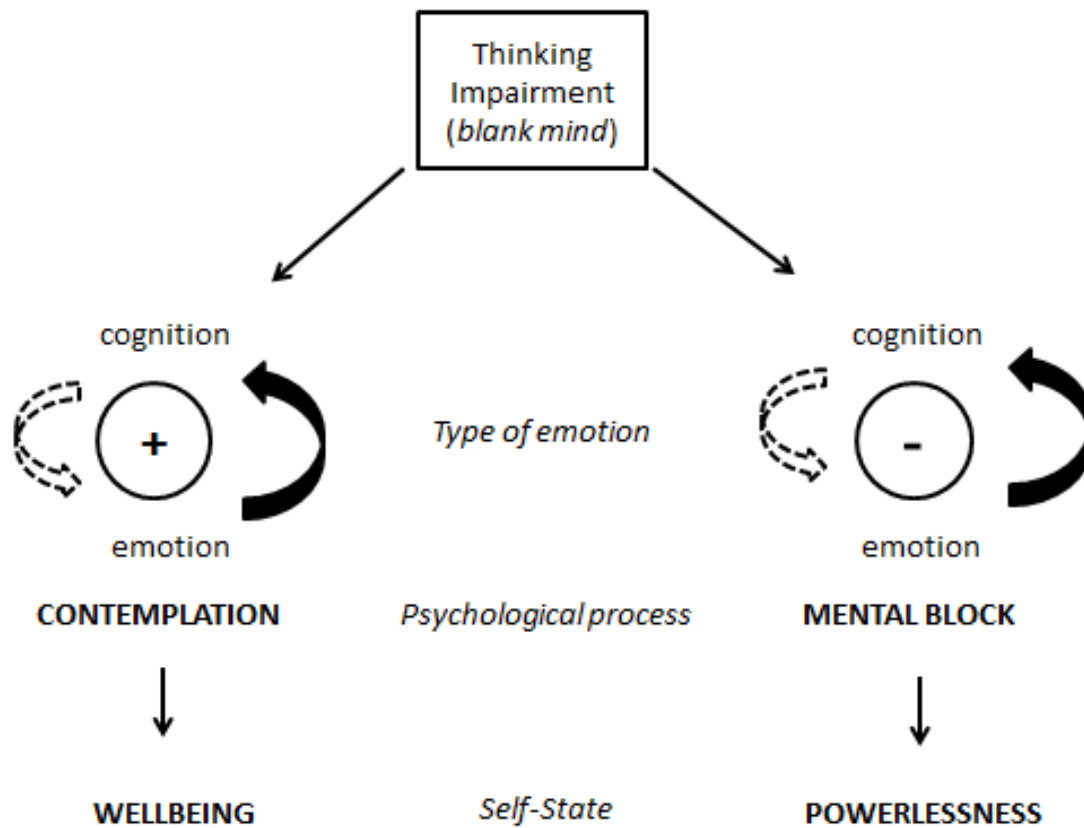 Thinking
Impairment
(blank mind)
cognition
cognition
+
Type of emotion
-
emotion
emotion
CONTEMPLATION
Psychological process
MENTAL BLOCK
WELLBEING
Self-State
POWERLESSNESS